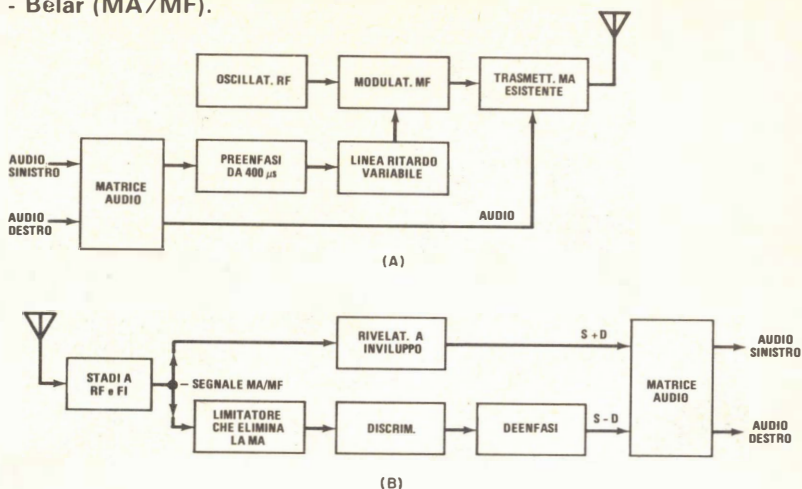 - Belar (MA/MF).
OSCILLAT. RF
MODULAT. MF
TRASMETT. MA
ESISTENTE
AUDIO
SINISTRO
AUDIO
DESTRO
MATRICE
AUDIO
PREENFASI
DA 400 µs
LINEA RITARDO
VARIABILE
AUDIO
(A)
STADI A
RF e FI
SEGNALE MA/MF
RIVELAT. A
INVILUPPO
S+D
LIMITATORE
CHE ELIMINA
LA MA
DISCRIM.
DEENFASI
S-D
MATRICE
AUDIO
AUDIO
SINISTRO
AUDIO
DESTRO
(B)